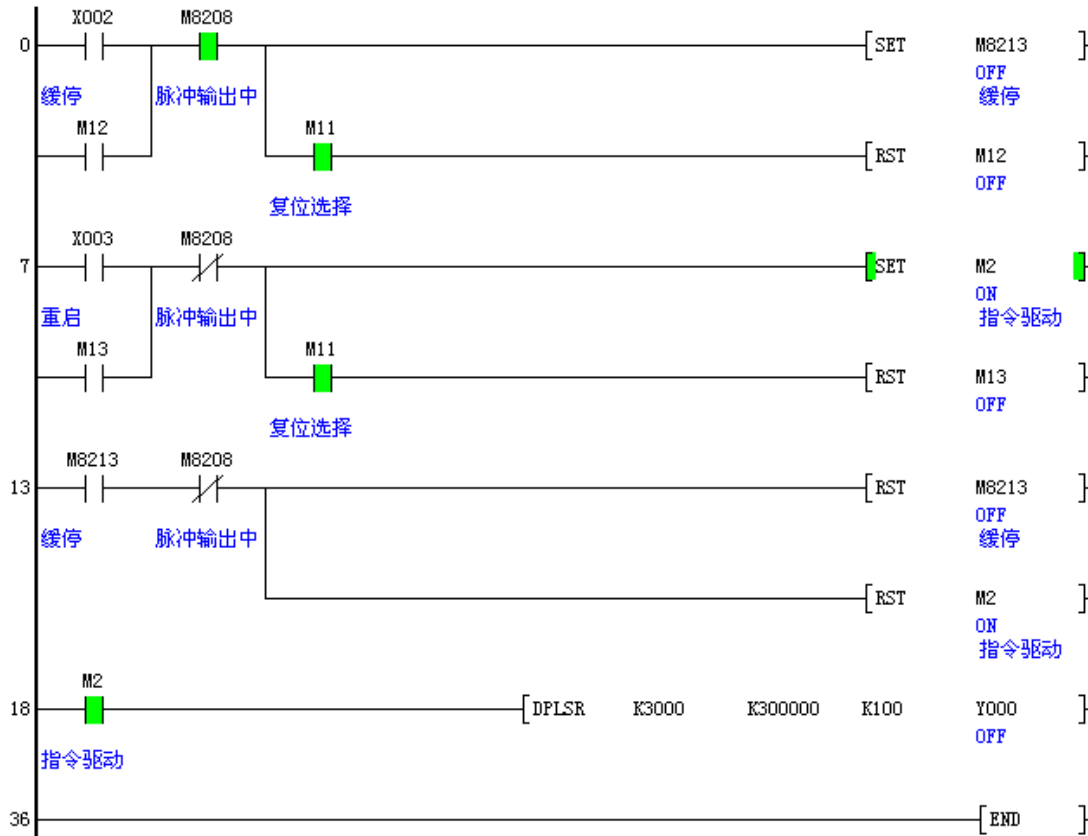 X002 M8208
0 [SET M8213 ]
OFF
缓停 脉冲输出中 缓停
M12 M11
[RST M12 ]
OFF
复位选择
X003 M8208
7 [SET M2 ]
ON
重启 脉冲输出中 指令驱动
M13 M11
[RST M13 ]
OFF
复位选择
M8213 M8208
13 [RST M8213 ]
OFF
缓停 脉冲输出中 缓停
[RST M2 ]
ON
指令驱动
M2
18 [DPLSR K3000 K300000 K100 Y000 ]
OFF
指令驱动
36 [END ]